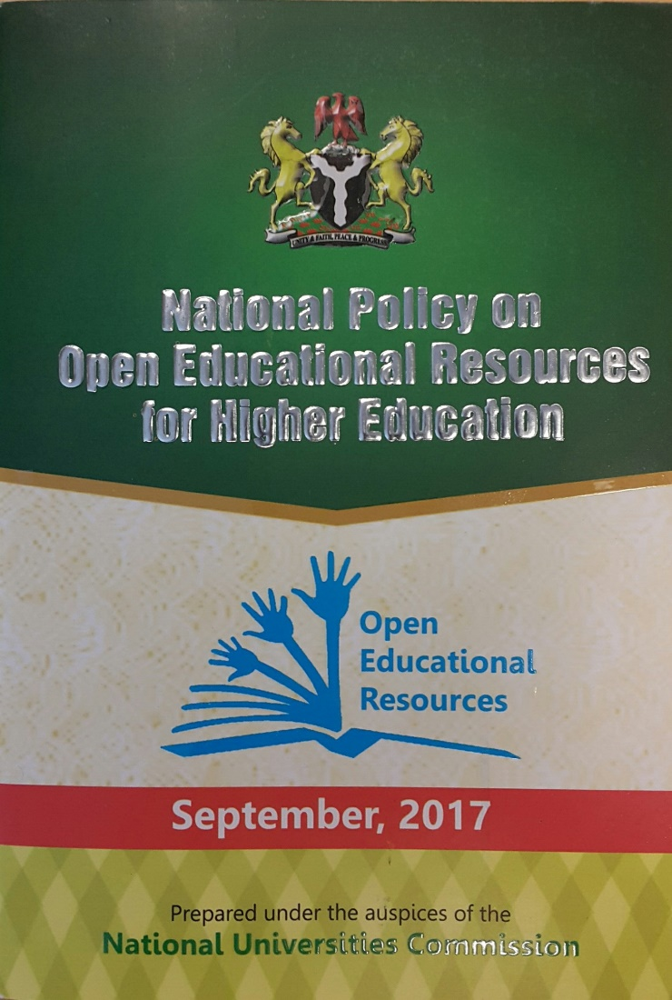 UNITY & FAITH, PEACE & PROGRESS
National Policy on
Open Educational Resources
for Higher Education
Open
Educational
Resources
September, 2017
Prepared under the auspices of the
National Universities Commission